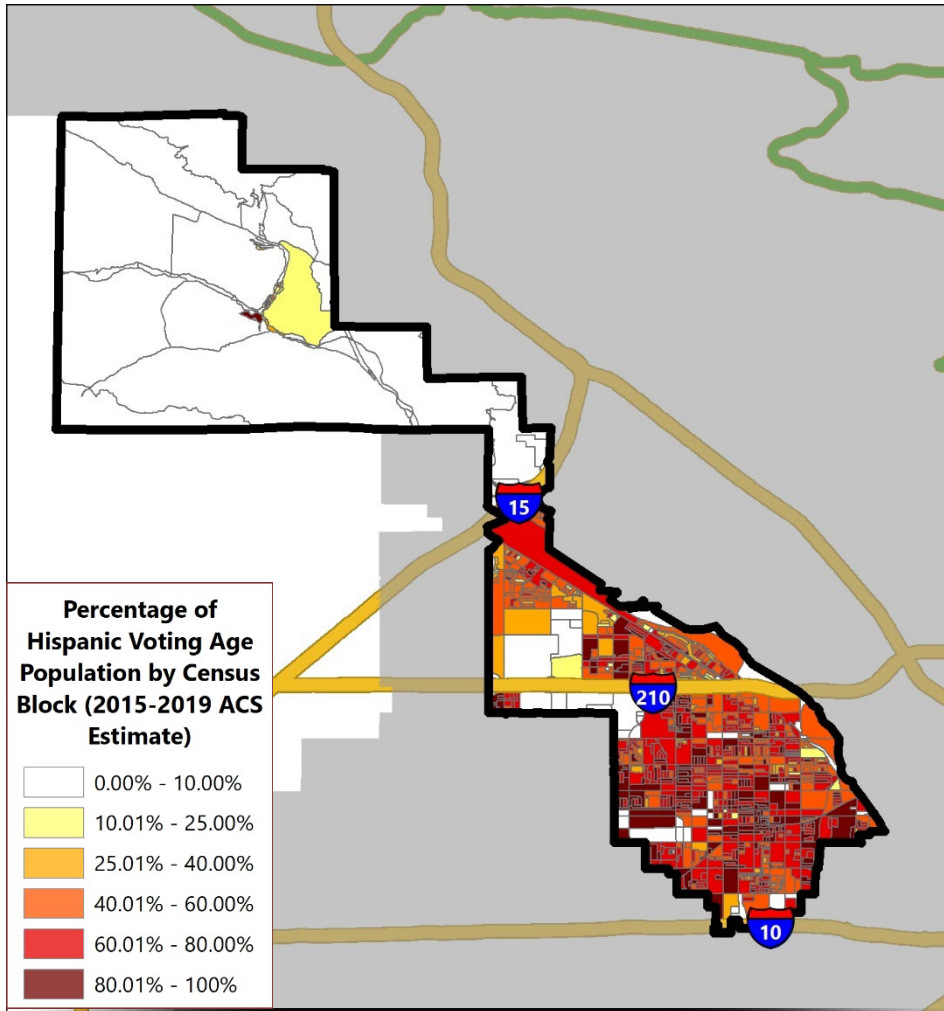 15
210
10
Percentage of
Hispanic Voting Age
Population by Census
Block (2015-2019 ACS
Estimate)
0.00% - 10.00%
10.01% - 25.00%
25.01% - 40.00%
40.01% - 60.00%
60.01% - 80.00%
80.01% - 100%